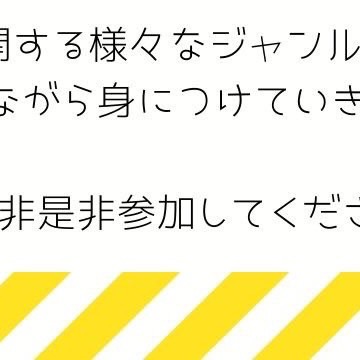 関する様々なジャンル
ながら身につけていき
是非是非参加してくださ